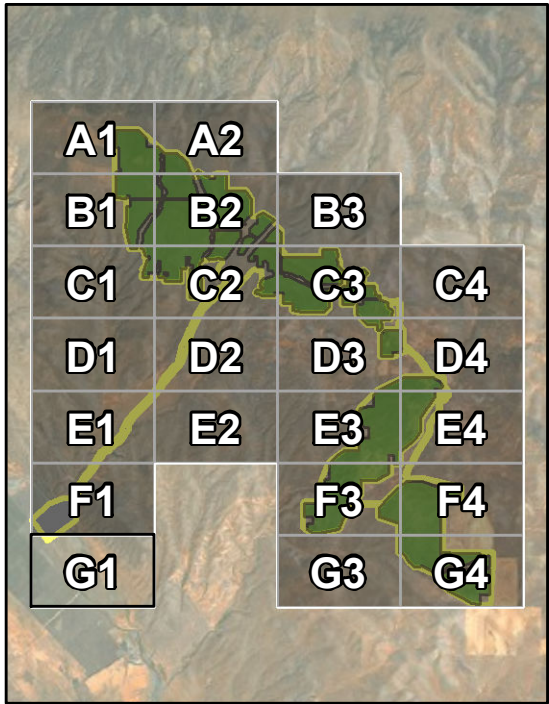 A1 A2
B1 B2 B3
C1 C2 C3 C4
D1 D2 D3 D4
E1 E2 E3 E4
F1 F3 F4
G1 G3 G4